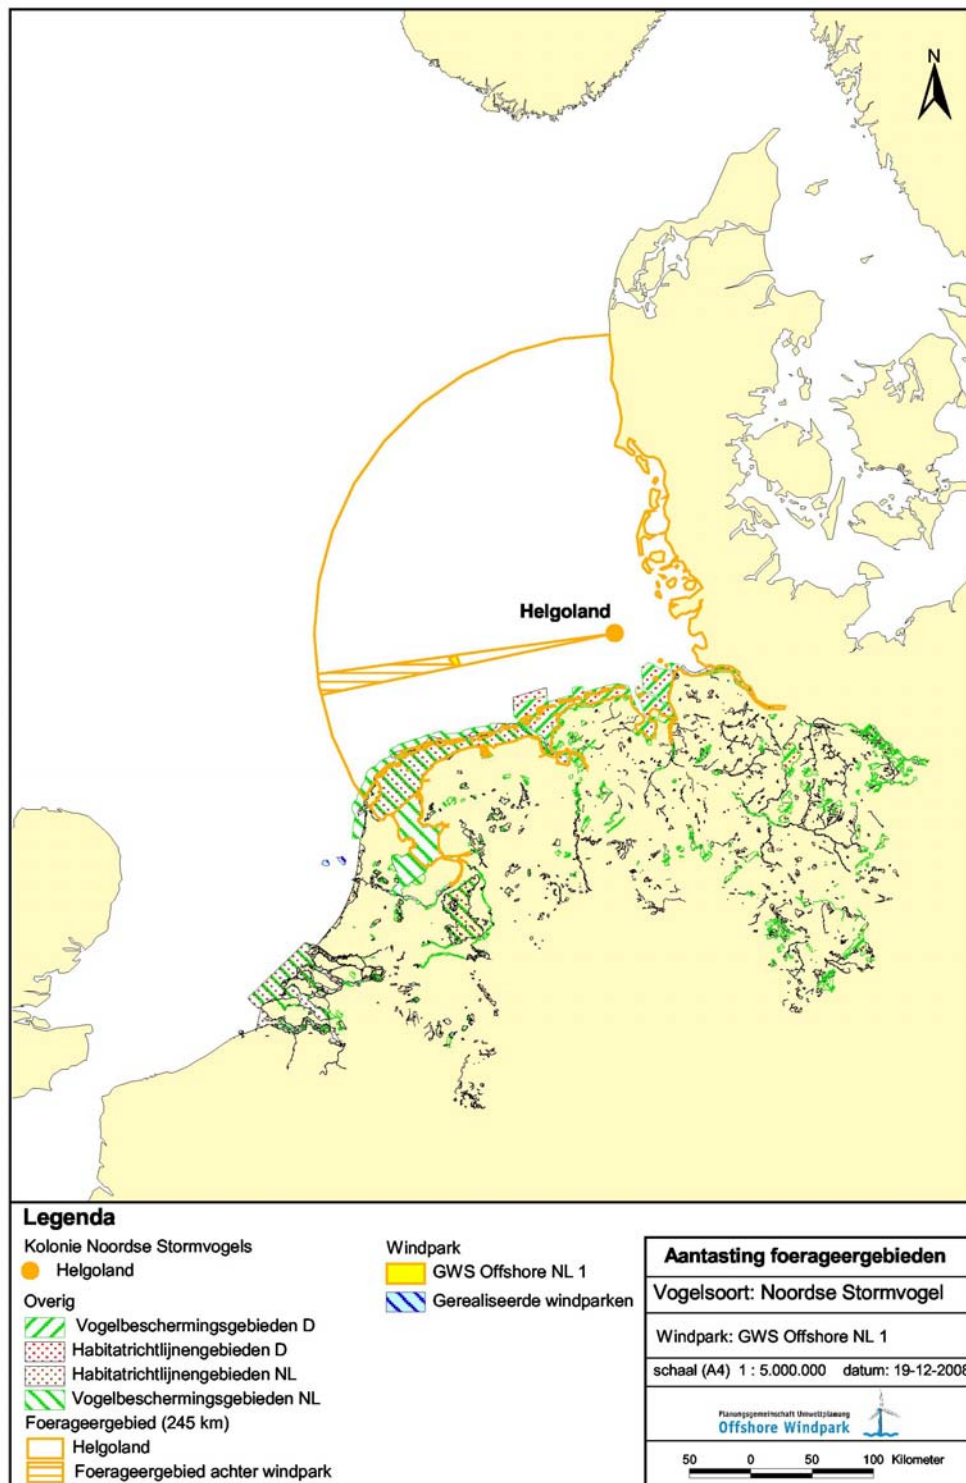 N
Helgoland
Legenda
Kolonie Noordse Stormvogels
Helgoland
Overig
Vogelbeschermingsgebieden D
Habitatrichtlijnengebieden D
Habitatrichtlijnengebieden NL
Vogelbeschermingsgebieden NL
Foerageergebied (245 km)
Helgoland
Foerageergebied achter windpark
Windpark
GWS Offshore NL 1
Gerealiseerde windparken
Aantasting foerageergebieden
Vogelsoort: Noordse Stormvogel
Windpark: GWS Offshore NL 1
schaal (A4) 1 : 5.000.000 datum: 19-12-2008
Planungsgemeinschaft Umweltplanung
Offshore Windpark
50 0 50 100 Kilometer